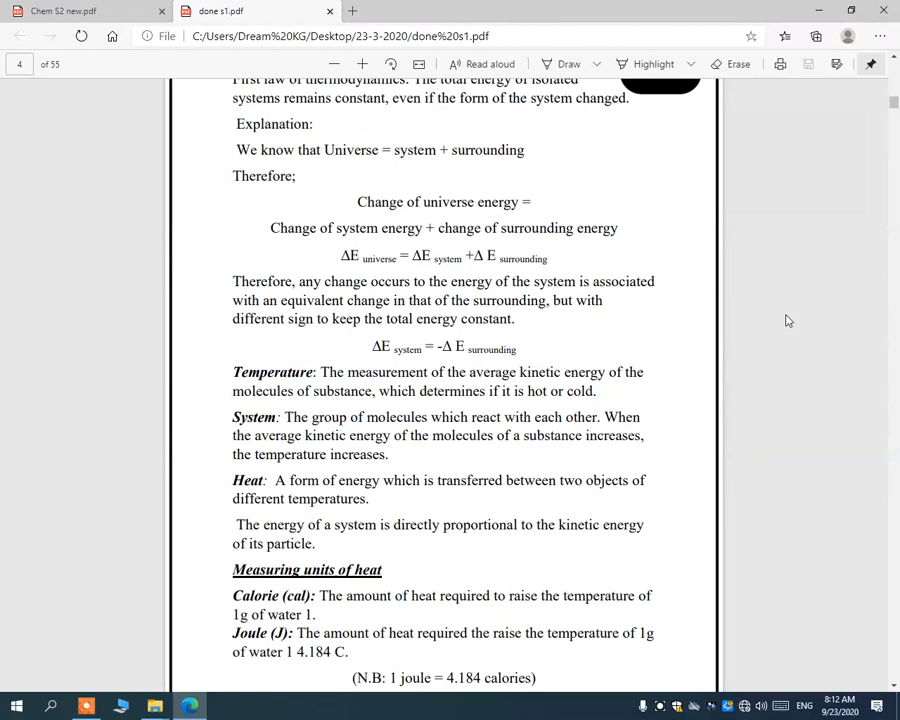 Chem S2 new.pdf
done s1.pdf
File
C:/Users/Dream%20KG/Desktop/23-3-2020/done%20s1.pdf
4 of 55
Read aloud
Draw
Highlight
Erase
First law of thermodynamics: The total energy of isolated
systems remains constant, even if the form of the system changed.
Explanation:
We know that Universe = system + surrounding
Therefore;
Change of universe energy =
Change of system energy + change of surrounding energy
ΔE universe = ΔE system +Δ E surrounding
Therefore, any change occurs to the energy of the system is associated
with an equivalent change in that of the surrounding, but with
different sign to keep the total energy constant.
ΔE system = -Δ E surrounding
Temperature: The measurement of the average kinetic energy of the
molecules of substance, which determines if it is hot or cold.
System: The group of molecules which react with each other. When
the average kinetic energy of the molecules of a substance increases,
the temperature increases.
Heat: A form of energy which is transferred between two objects of
different temperatures.
The energy of a system is directly proportional to the kinetic energy
of its particle.
Measuring units of heat
Calorie (cal): The amount of heat required to raise the temperature of
1g of water 1.
Joule (J): The amount of heat required the raise the temperature of 1g
of water 1 4.184 C.
(N.B: 1 joule = 4.184 calories)
ENG
8:12 AM
9/23/2020